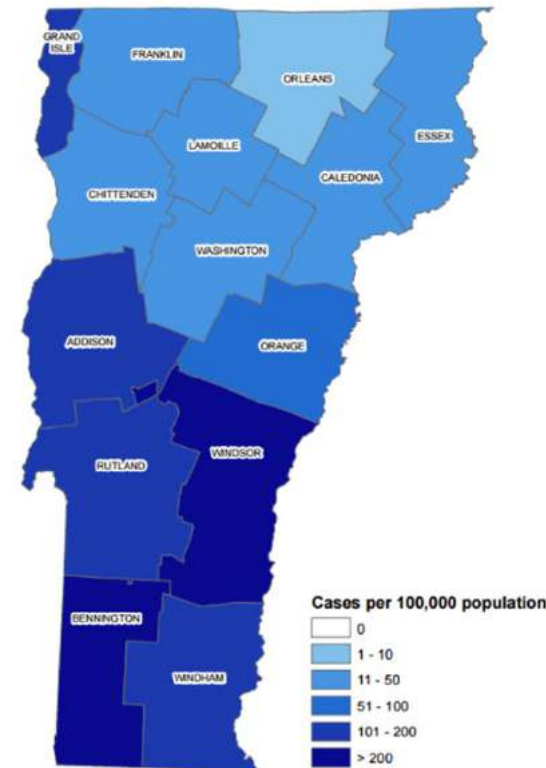 GRAND
ISLE
FRANKLIN
ORLEANS
ESSEX
LAMOILLE
CALEDONIA
CHITTENDEN
WASHINGTON
ADDISON
ORANGE
WINDSOR
RUTLAND
BENNINGTON
WINDHAM
Cases per 100,000 population
0
1 - 10
11 - 50
51 - 100
101 - 200
> 200